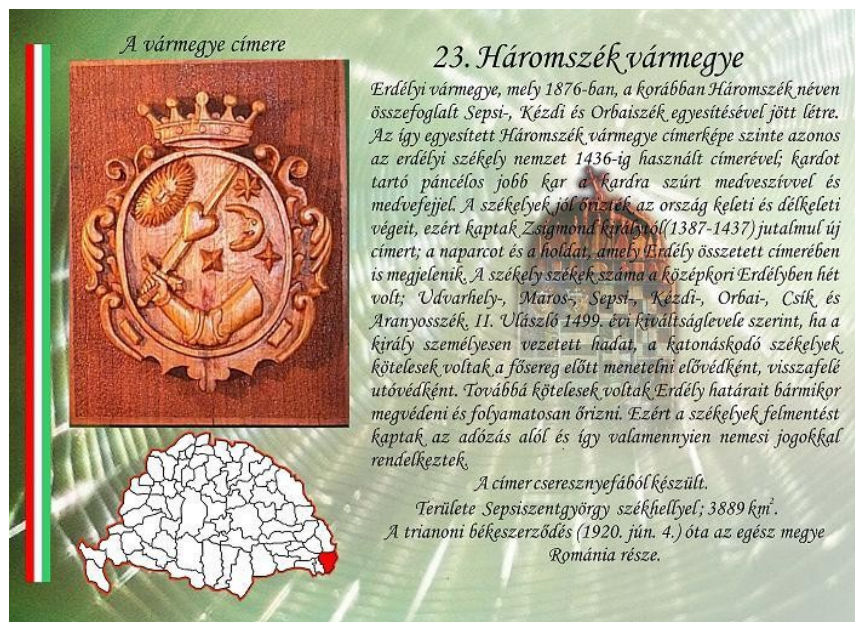 A vármegye címere
23. Háromszék vármegye
Erdélyi vármegye, mely 1876-ban, a korábban Háromszék néven
összefoglalt Sepsi-, Kézdi és Orbaiszék egyesítésével jött létre.
Az így egyesített Háromszék vármegye címerképe szinte azonos
az erdélyi székely nemzet 1436-ig használt címerével; kardot
tartó páncélos jobb kar a kardra szúrt medveszívvel és
medvefejjel. A székelyek jól őrizték az ország keleti és délkeleti
végeit, ezért kaptak Zsigmond királytól(1387-1437) jutalmul új
címert; a naparcot és a holdat, amely Erdély összetett címerében
is megjelenik. A székely székek száma a középkori Erdélyben hét
volt; Udvarhely-, Maros-, Sepsi-, Kézdi-, Orbai-, Csík és
Aranyosszék. II. Ulászló 1499. évi kiváltságlevele szerint, ha a
király személyesen vezetett hadat, a katonáskodó székelyek
kötelesek voltak a fősereg előtt menetelni elővédként, visszafelé
utóvédként. Továbbá kötelesek voltak Erdély határait bármikor
megvédeni és folyamatosan őrizni. Ezért a székelyek felmentést
kaptak az adózás alól és így valamennyien nemesi jogokkal
rendelkeztek.
A címer cseresznyefából készült.
Területe Sepsiszentgyörgy székhellyel; 3889 km².
A trianoni békeszerződés (1920. jún. 4.) óta az egész megye
Románia része.